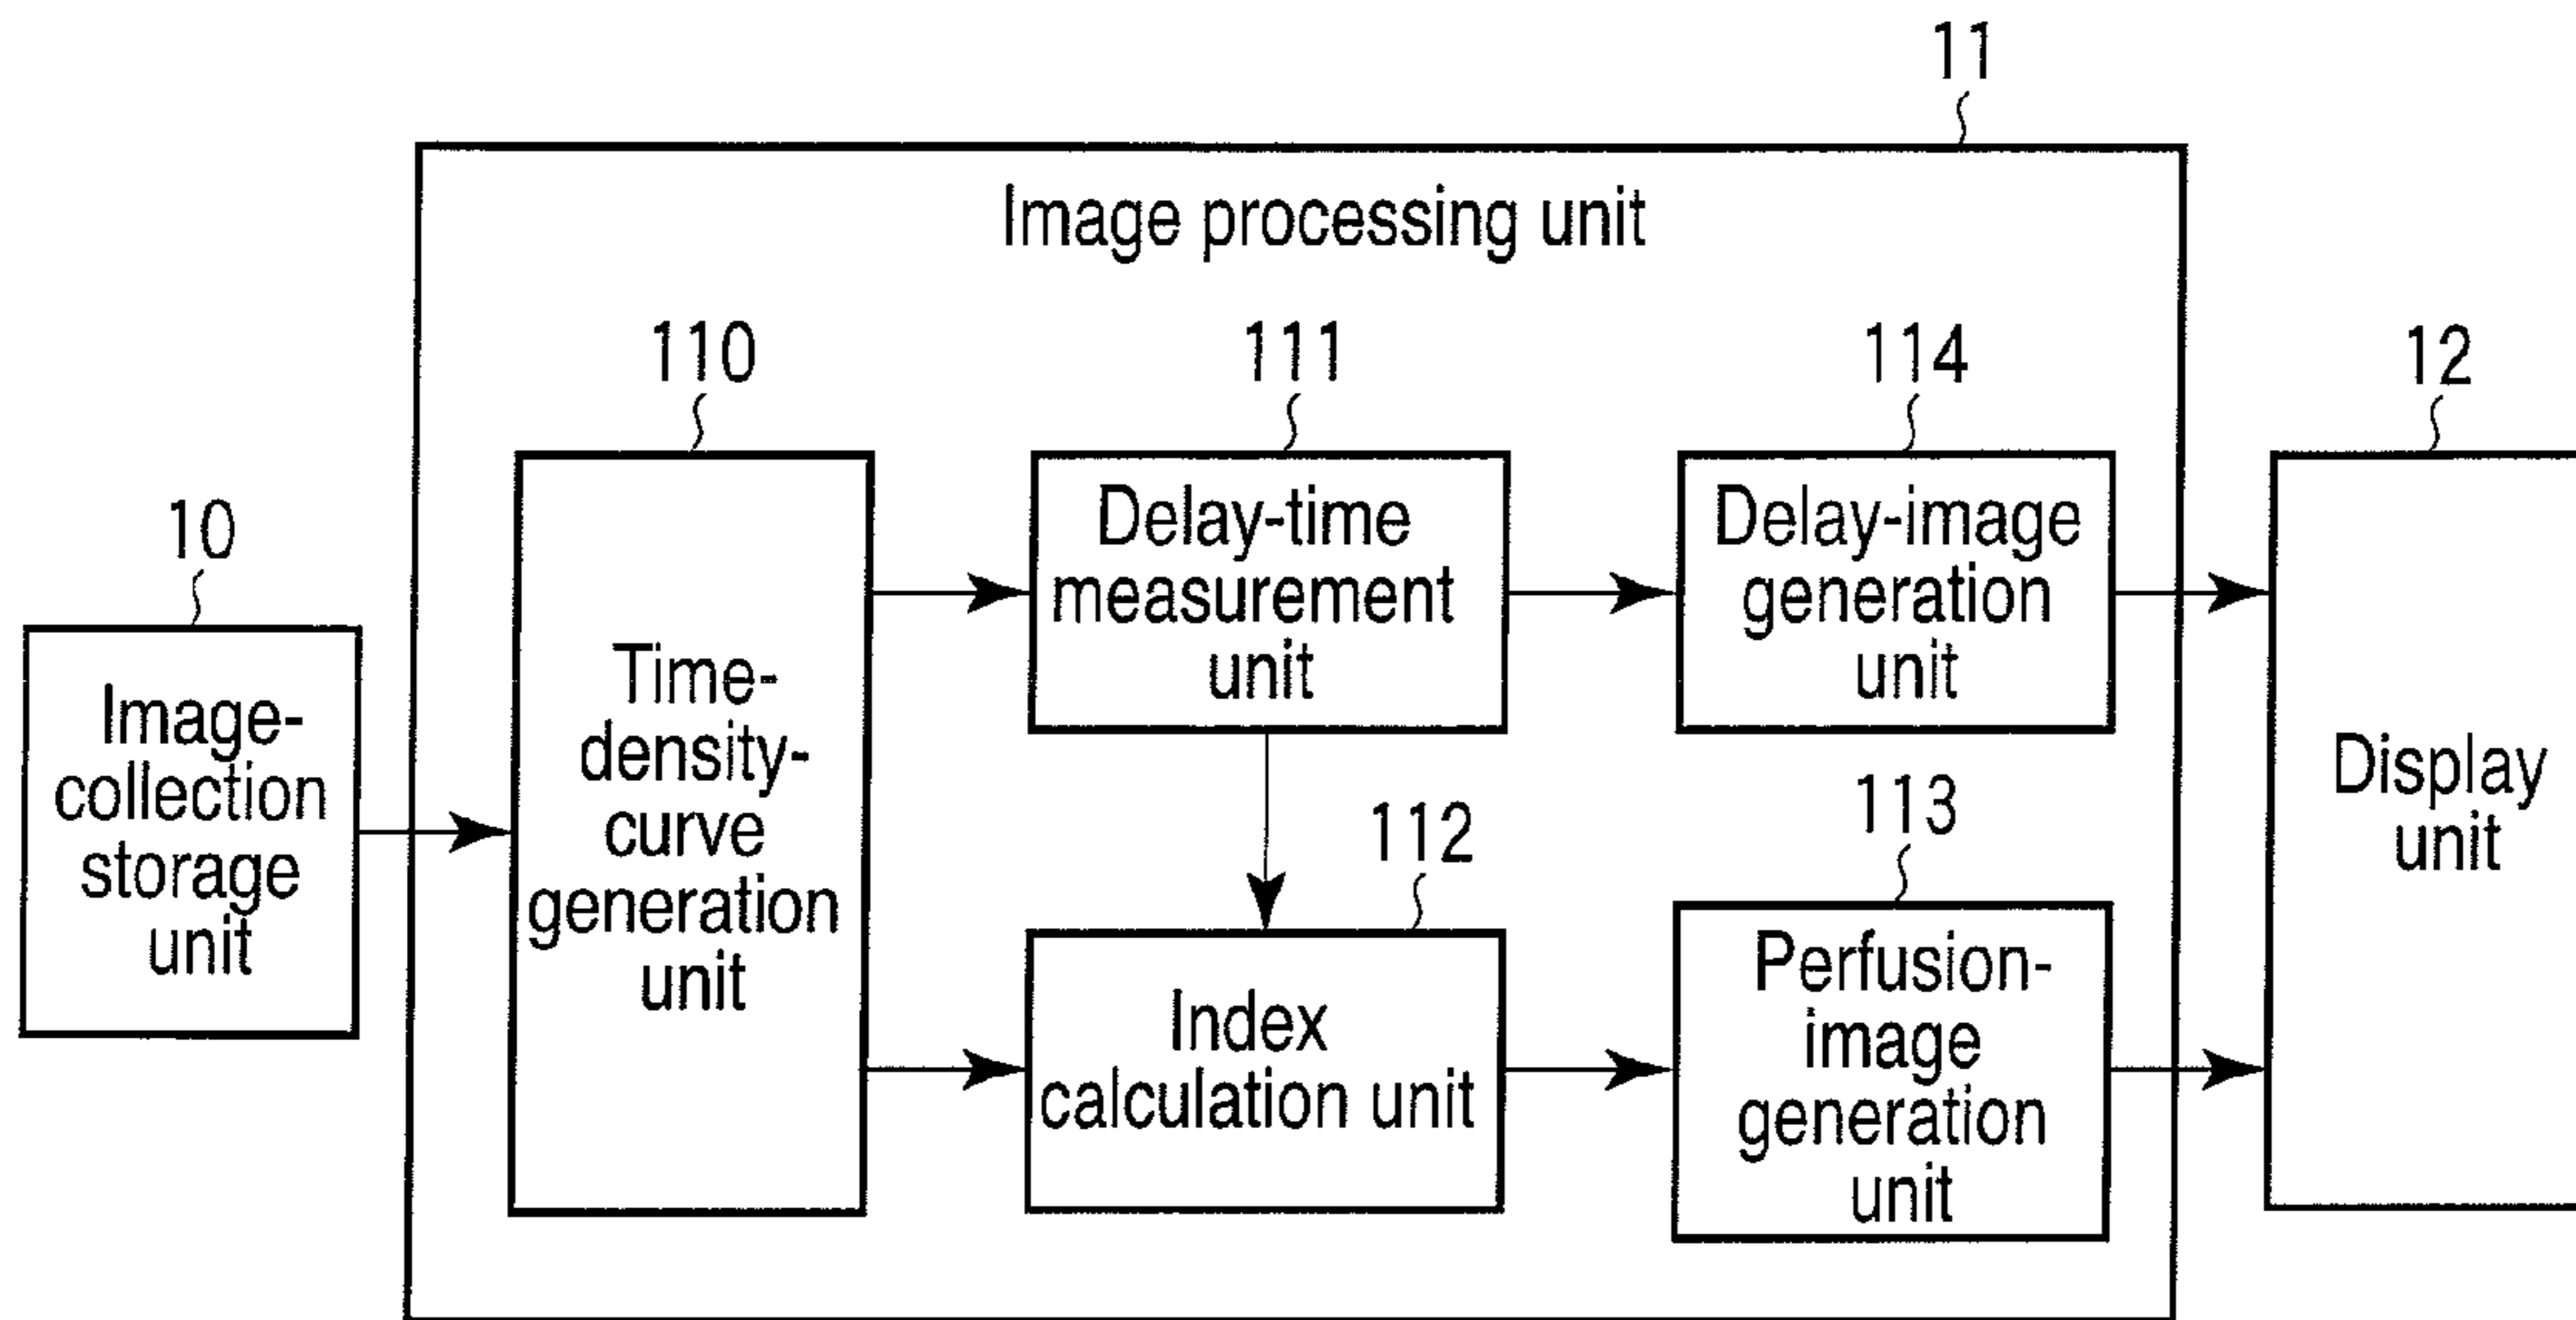 11
Image processing unit
110
111
114
12
10
Image-
collection
storage
unit
Time-
density-
curve
generation
unit
Delay-time
measurement
unit
Delay-image
generation
unit
Display
unit
112
Index
calculation unit
113
Perfusion-
image
generation
unit